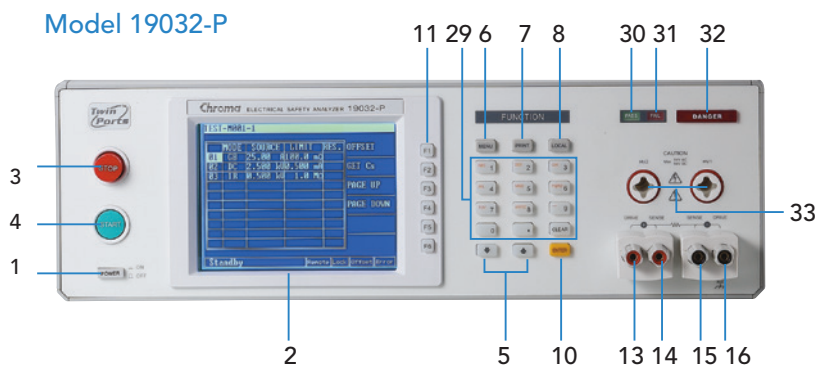 Model 19032-P
11 29 6 7 8 30 31 32
Twin Ports
Chroma ELECTRICAL SAFETY ANALYZER 19032-P
FUNCTION
PASS FAIL DANGER
TEST-M001-1
MODE SOURCE LIMIT RES. OFFSET
01 GB 25.00 A 100.0 mΩ
02 DC 2.500 kV 0.500 mA GET Cs
03 IR 0.500 kV 1.0 MΩ
PAGE UP
PAGE DOWN
Standby Remote Lock Offset Error
F1
F2
F3
F4
F5
F6
MENU PRINT LOCAL
1 2 3
4 5 6
7 8 9
0 . CLEAR
ENTER
CAUTION
3 STOP
4 START
1 POWER ON
OFF
33
DRIVE SENSE SENSE DRIVE
2 5 10 13 14 15 16